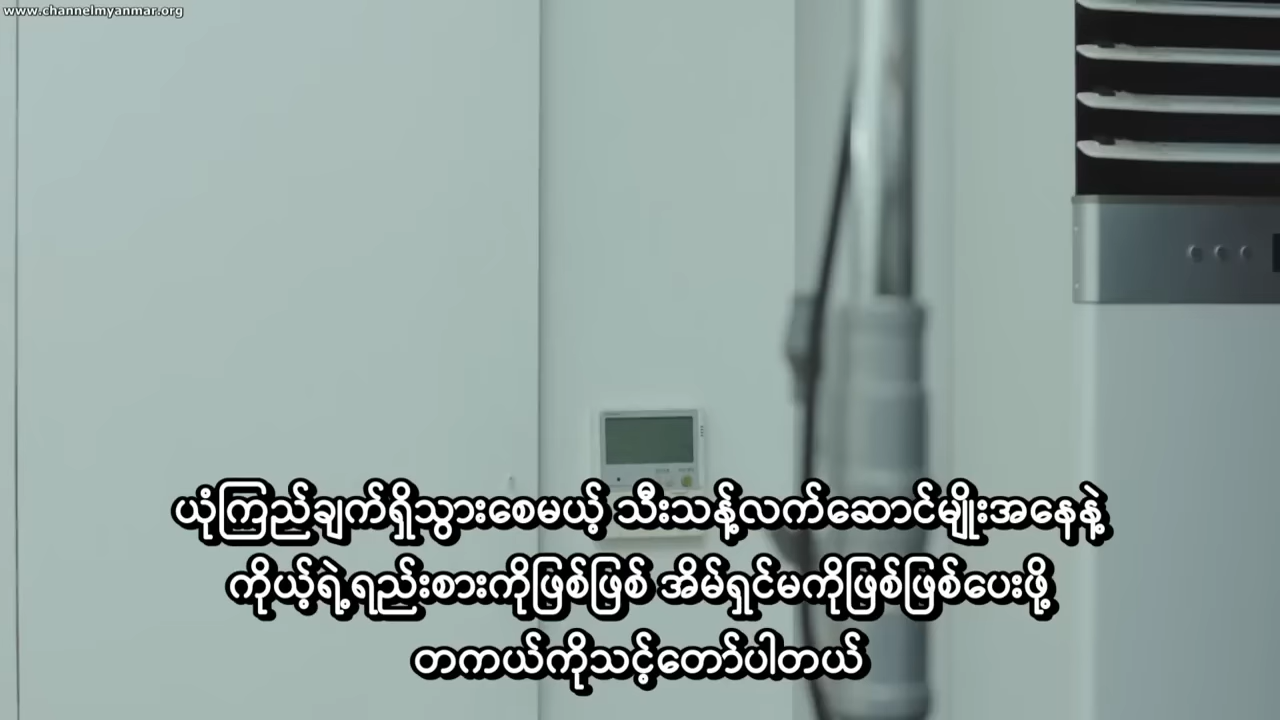 www.channelmyanmar.org
ယုံကြည်ချက်ရှိသွားစေမယ့် သီးသန့်လက်ဆောင်မျိုးအနေနဲ့
ကိုယ့်ရဲ့ရည်းစားကိုဖြစ်ဖြစ် အိမ်ရှင်မကိုဖြစ်ဖြစ်ပေးဖို့
တကယ်ကိုသင့်တော်ပါတယ်